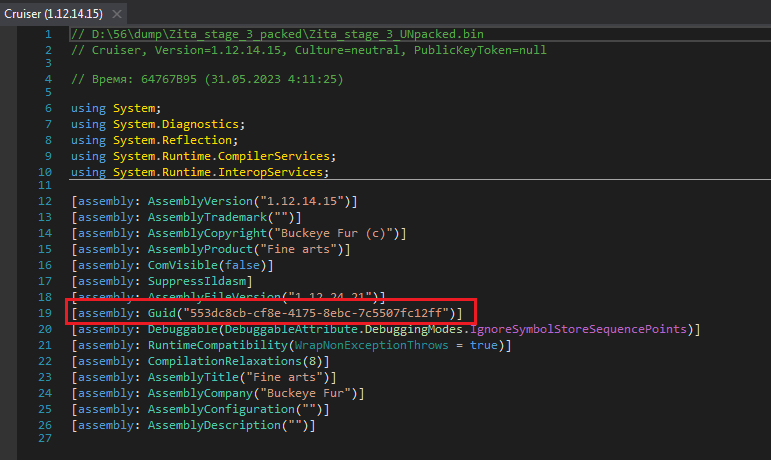 Cruiser (1.12.14.15) ×
1 // D:\56\dump\Zita_stage_3_packed\Zita_stage_3_UNpacked.bin
2 // Cruiser, Version=1.12.14.15, Culture=neutral, PublicKeyToken=null
3
4 // Время: 64767B95 (31.05.2023 4:11:25)
5
6 using System;
7 using System.Diagnostics;
8 using System.Reflection;
9 using System.Runtime.CompilerServices;
10 using System.Runtime.InteropServices;
11
12 [assembly: AssemblyVersion("1.12.14.15")]
13 [assembly: AssemblyTrademark("")]
14 [assembly: AssemblyCopyright("Buckeye Fur (c)")]
15 [assembly: AssemblyProduct("Fine arts")]
16 [assembly: ComVisible(false)]
17 [assembly: SuppressIldasm]
18 [assembly: AssemblyFileVersion("1.12.24.21")]
19 [assembly: Guid("553dc8cb-cf8e-4175-8ebc-7c5507fc12ff")]
20 [assembly: Debuggable(DebuggableAttribute.DebuggingModes.IgnoreSymbolStoreSequencePoints)]
21 [assembly: RuntimeCompatibility(WrapNonExceptionThrows = true)]
22 [assembly: CompilationRelaxations(8)]
23 [assembly: AssemblyTitle("Fine arts")]
24 [assembly: AssemblyCompany("Buckeye Fur")]
25 [assembly: AssemblyConfiguration("")]
26 [assembly: AssemblyDescription("")]
27